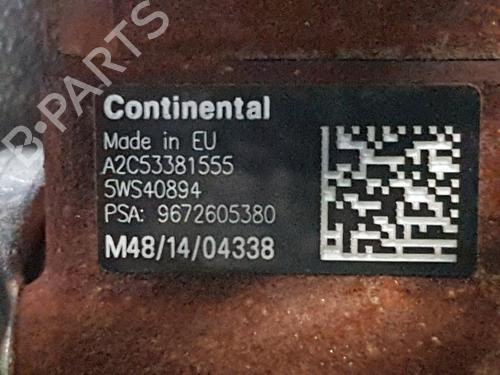 B-PARTS
Continental
Made in EU
A2C53381555
5WS40894
PSA: 9672605380
M48/14/04338